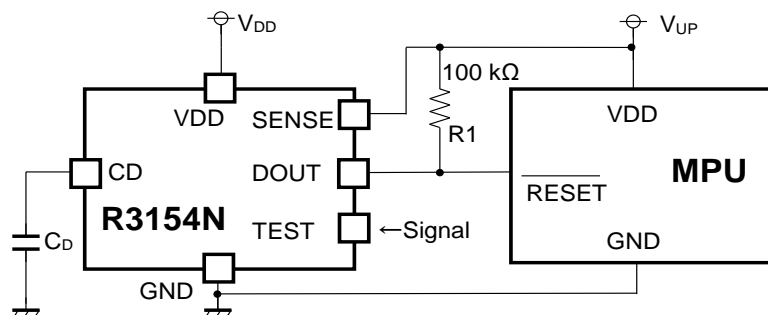 VDD
VUP
100 kΩ
VDD
SENSE
R1
VDD
CD
DOUT
RESET
MPU
R3154N
TEST
←Signal
CD
GND
GND